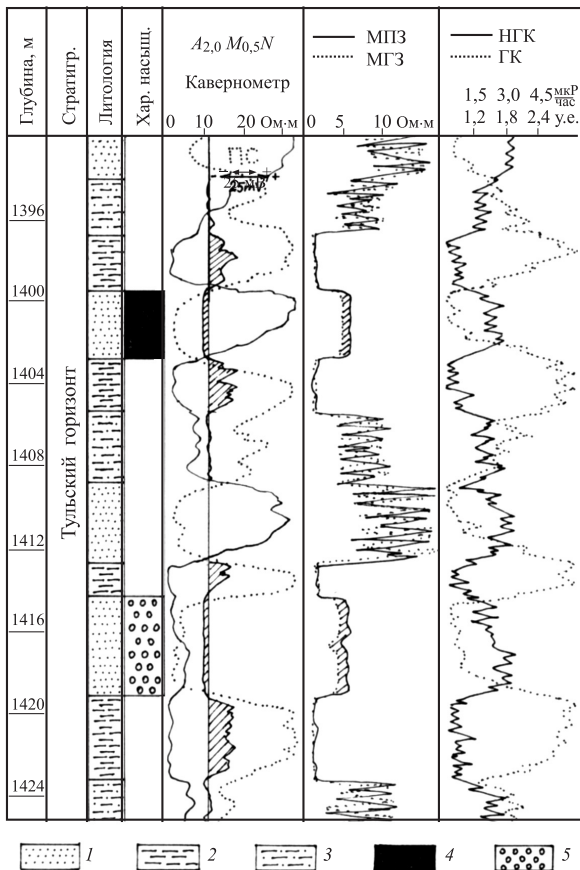 Глубина, м
Стратигр.
Литология
Хар. насыщ.
A2,0 M0,5N
Кавернометр
0 10 20 Ом·м
МПЗ
МГЗ
0 5 10 Ом·м
НГК
ГК
1,5 3,0 4,5 мкР/час
1,2 1,8 2,4 у.е.
ПС
- +
25mV
1396
1400
1404
1408
1412
1416
1420
1424
Тульский горизонт
1 2 3 4 5